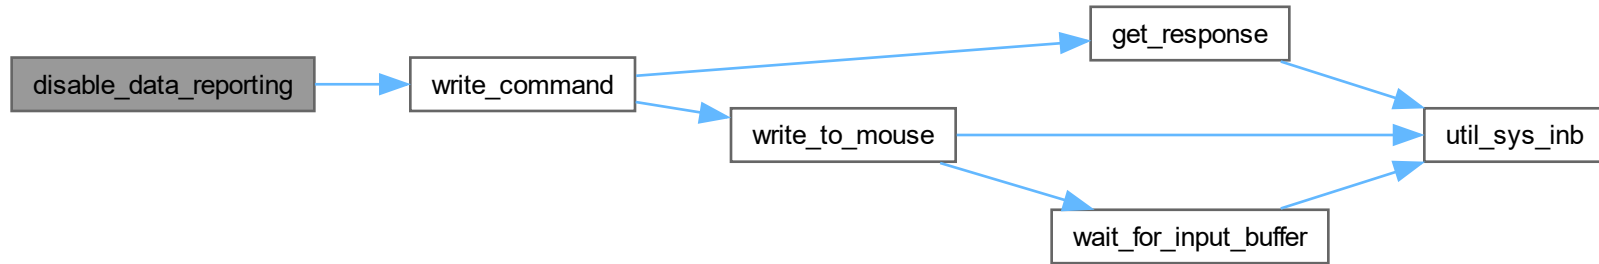 disable_data_reporting
write_command
get_response
write_to_mouse
util_sys_inb
wait_for_input_buffer